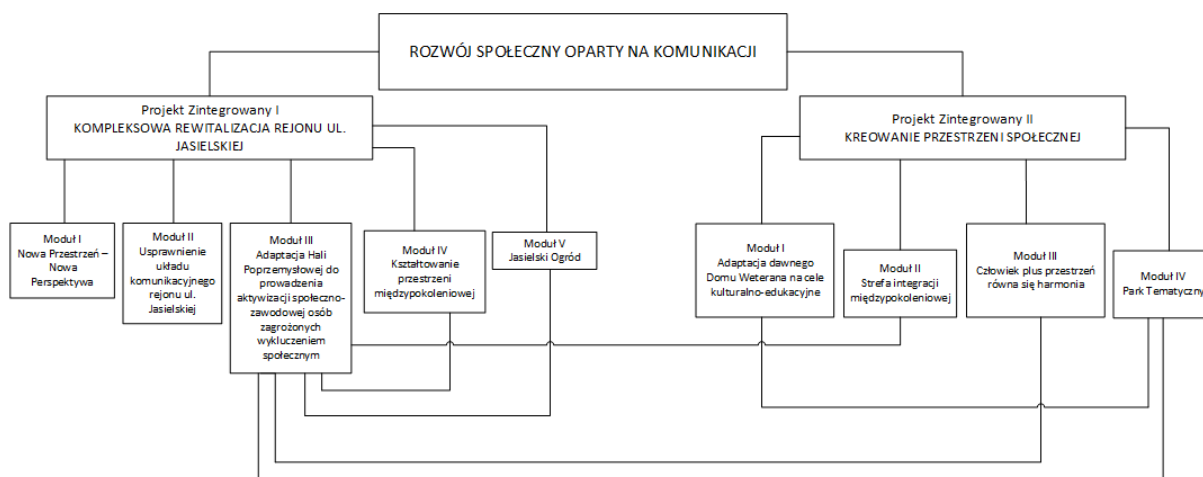 ROZWÓJ SPOŁECZNY OPARTY NA KOMUNIKACJI
Projekt Zintegrowany I
KOMPLEKSOWA REWITALIZACJA REJONU UL.
JASIELSKIEJ
Projekt Zintegrowany II
KREOWANIE PRZESTRZENI SPOŁECZNEJ
Moduł I
Nowa Przestrzeń –
Nowa
Perspektywa
Moduł II
Usprawnienie
układu
komunikacyjnego
rejonu ul.
Jasielskiej
Moduł III
Adaptacja Hali
Poprzemysłowej do
prowadzenia
aktywizacji społeczno-
zawodowej osób
zagrożonych
wykluczeniem
społecznym
Moduł IV
Kształtowanie
przestrzeni
międzypokoleniowej
Moduł V
Jasielski Ogród
Moduł I
Adaptacja dawnego
Domu Weterana na cele
kulturalno-edukacyjne
Moduł II
Strefa integracji
międzypokoleniowej
Moduł III
Człowiek plus przestrzeń
równa się harmonia
Moduł IV
Park Tematyczny